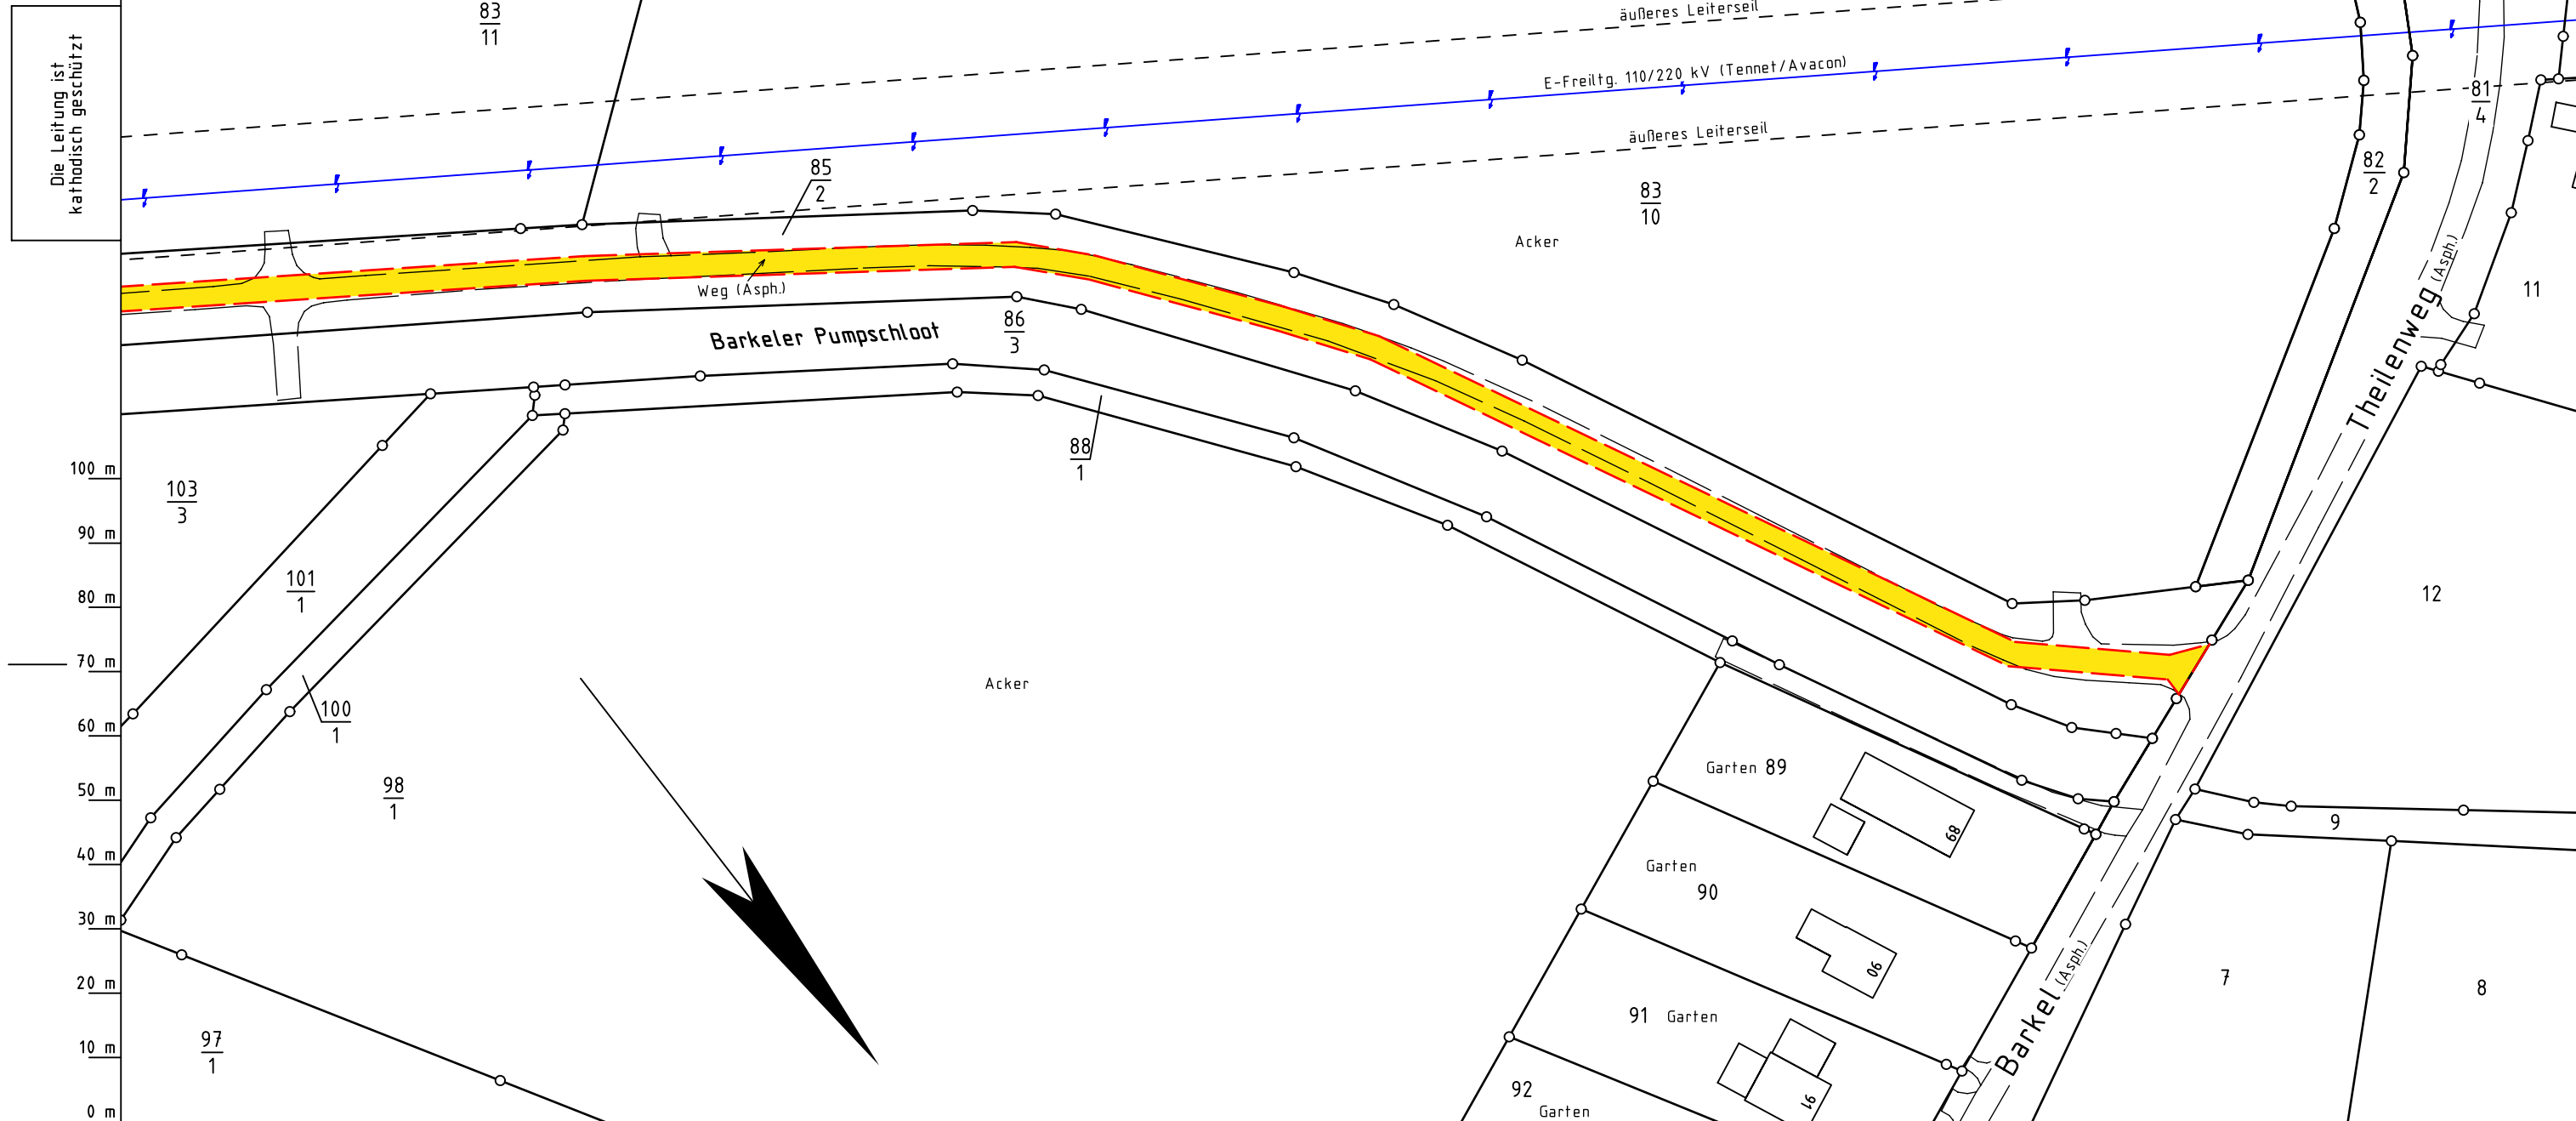 Die Leitung ist
kathodisch geschützt
83
11
äußeres Leiterseil
E-Freiltg. 110/220 kV (Tennet/Avacon)
äußeres Leiterseil
81
4
82
2
85
2
83
10
Acker
11
Weg (Asph.)
Barkeler Pumpschloot
86
3
Theilenweg (Asph.)
88
1
100 m
103
3
90 m
101
1
80 m
12
70 m
Acker
100
1
60 m
98
1
50 m
Garten 89
89
9
40 m
Garten
90
90
30 m
20 m
7
8
91 Garten
91
Barkel (Asph.)
97
1
10 m
92
Garten
0 m